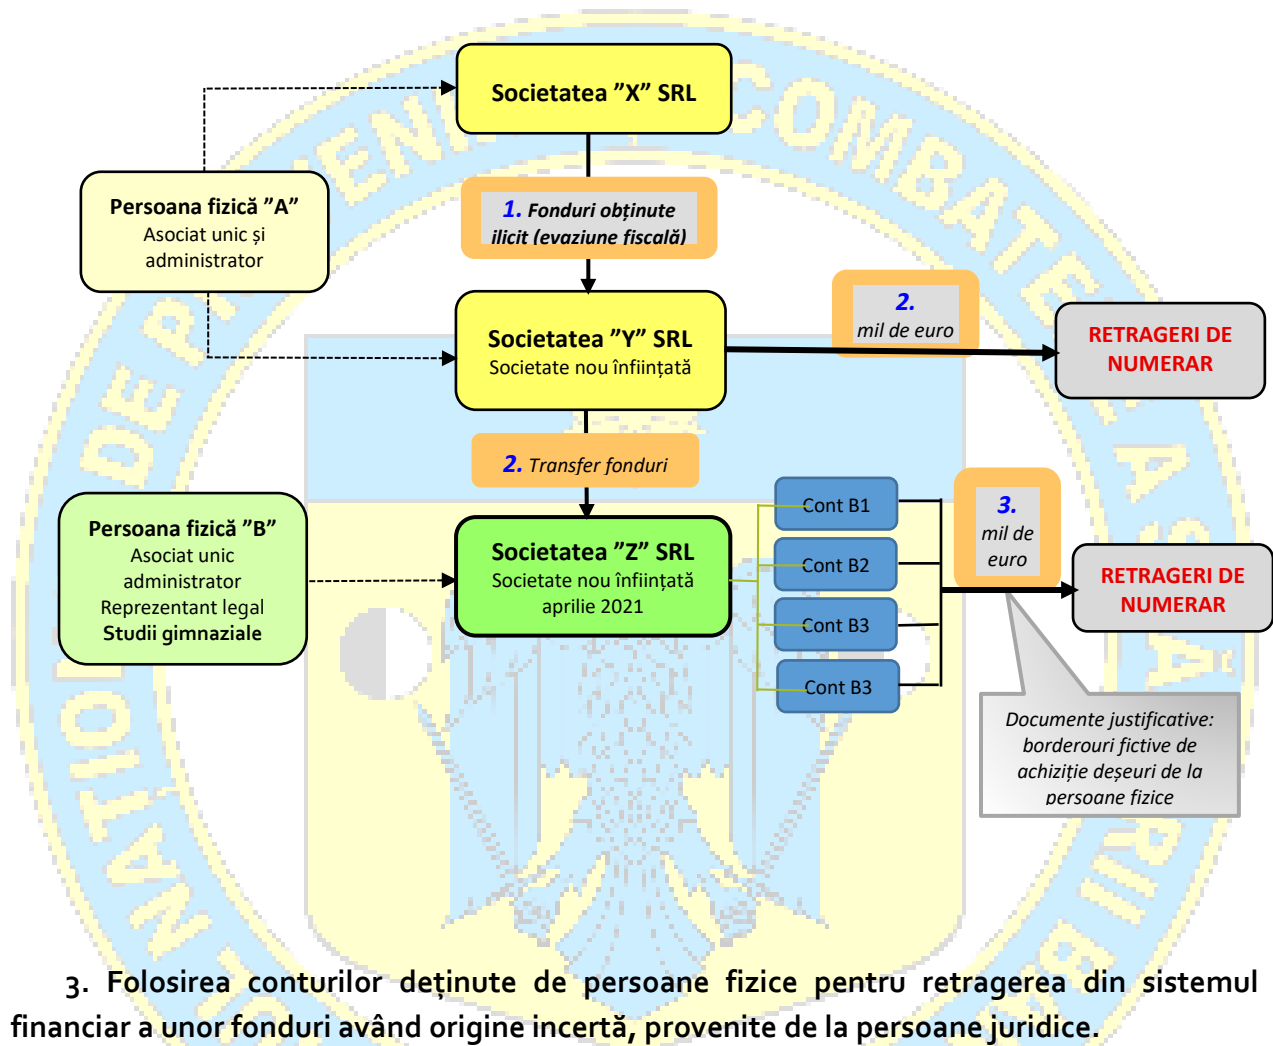 Societatea ”X” SRL
Persoana fizică ”A”
Asociat unic și
administrator
1. Fonduri obținute
ilicit (evaziune fiscală)
Societatea ”Y” SRL
Societate nou înființată
2.
mil de euro
RETRAGERI DE
NUMERAR
2. Transfer fonduri
Persoana fizică ”B”
Asociat unic
administrator
Reprezentant legal
Studii gimnaziale
Societatea ”Z” SRL
Societate nou înființată
aprilie 2021
Cont B1
Cont B2
Cont B3
Cont B3
3.
mil de
euro
RETRAGERI DE
NUMERAR
Documente justificative:
borderouri fictive de
achiziție deșeuri de la
persoane fizice
3. Folosirea conturilor deținute de persoane fizice pentru retragerea din sistemul
financiar a unor fonduri având origine incertă, provenite de la persoane juridice.